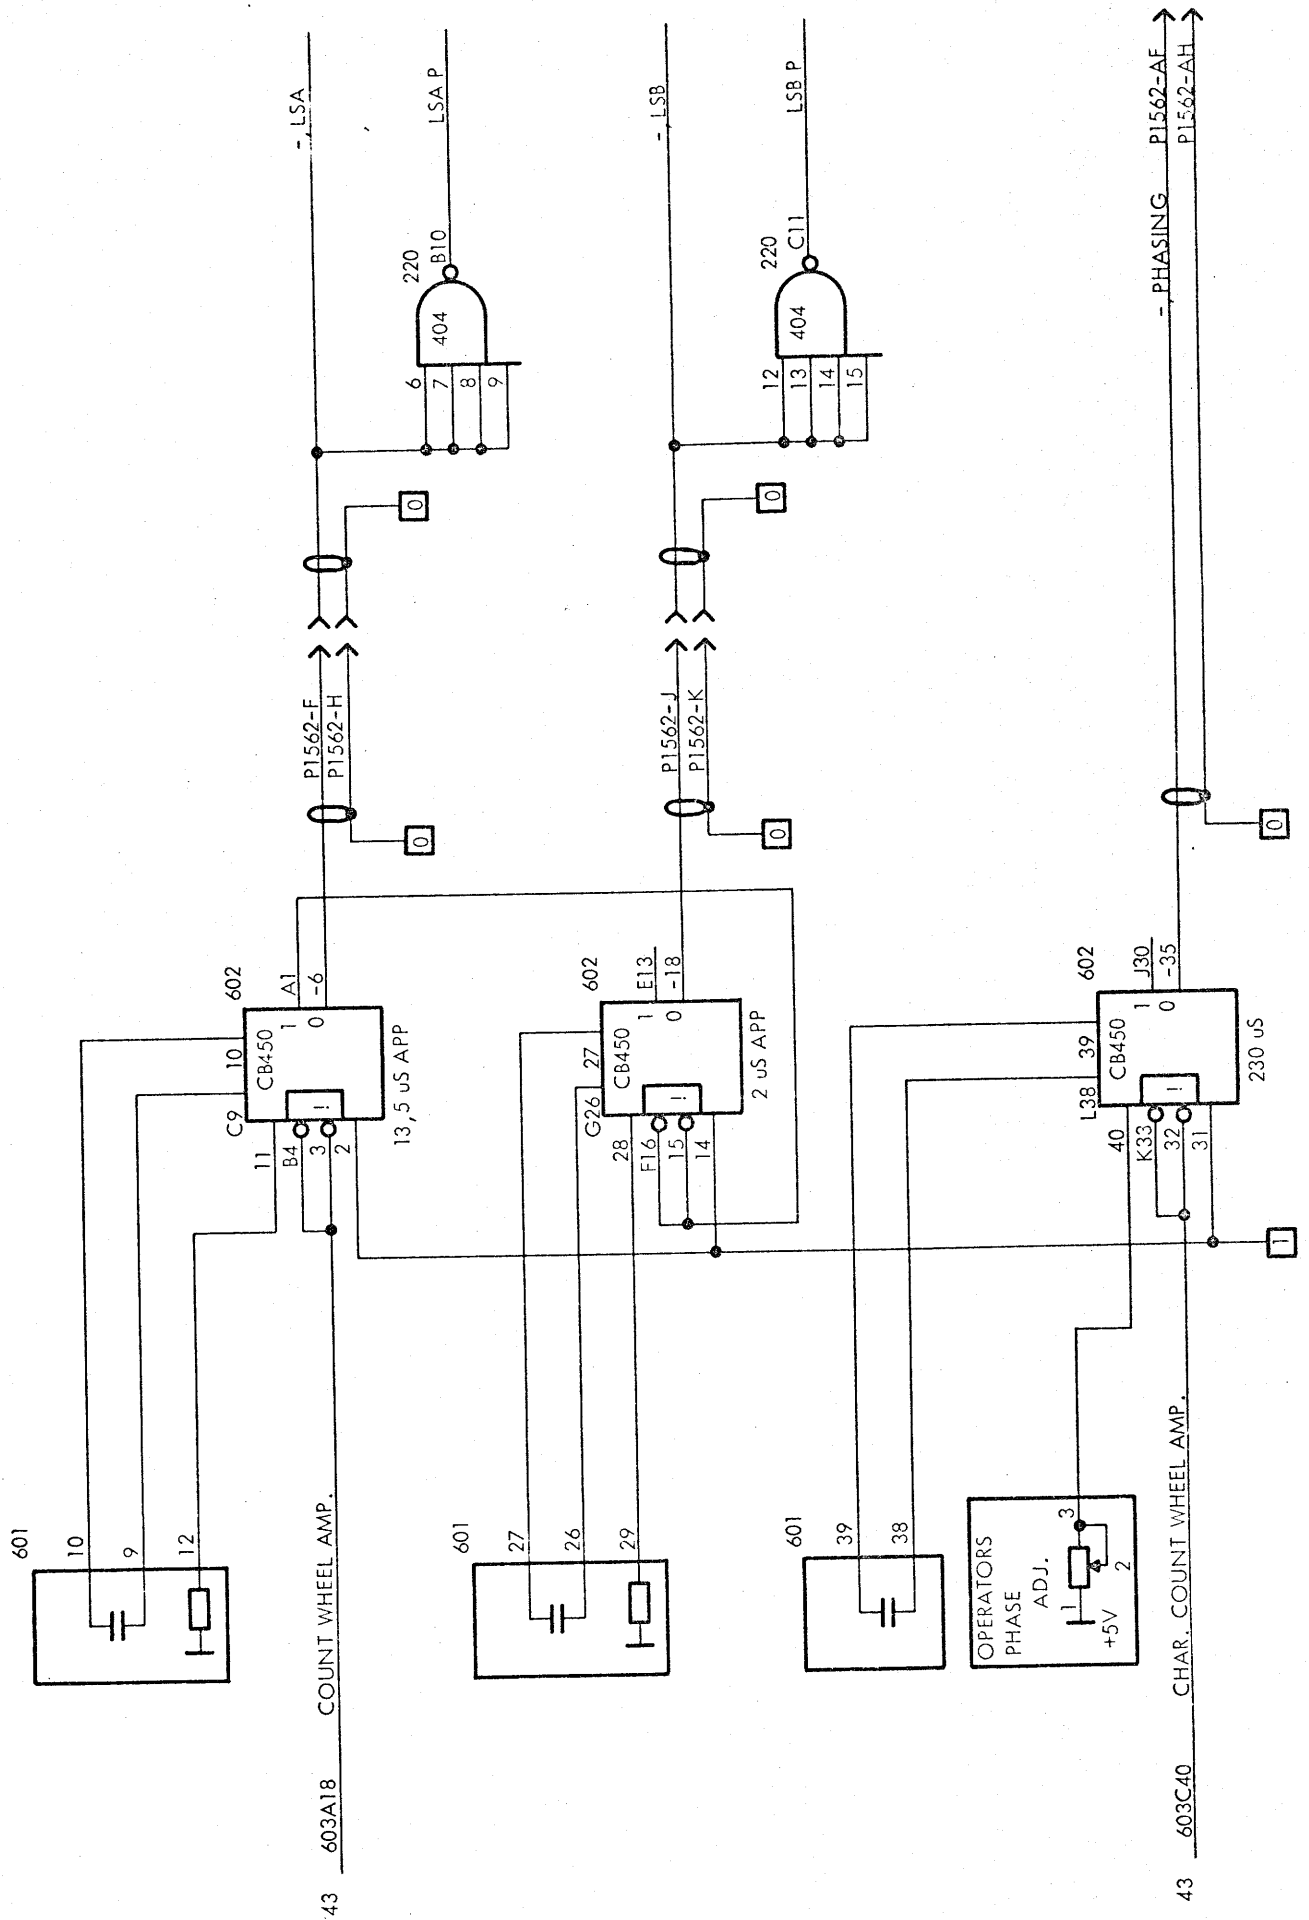 601
10
9
12
43 603A18 COUNT WHEEL AMP.
C9 10
602
11
B4
3
2
CB450
!
1
0
A1
-6
13,5 uS APP
P1562-F
P1562-H
0
0
-,LSA
6
7
8
9
404
220
B10
LSA P
601
27
26
29
G26 27
602
28
F16
15
14
CB450
!
1
0
E13
-18
2 uS APP
P1562-J
P1562-K
0
0
-,LSB
12
13
14
15
404
220
C11
LSB P
601
39
38
OPERATORS
PHASE
ADJ.
1
+5V
3
2
43 603C40 CHAR. COUNT WHEEL AMP.
L38 39
602
40
K33
32
31
CB450
!
1
0
J30
-35
230 uS
1
0
-,PHASING P1562-AF
P1562-AH